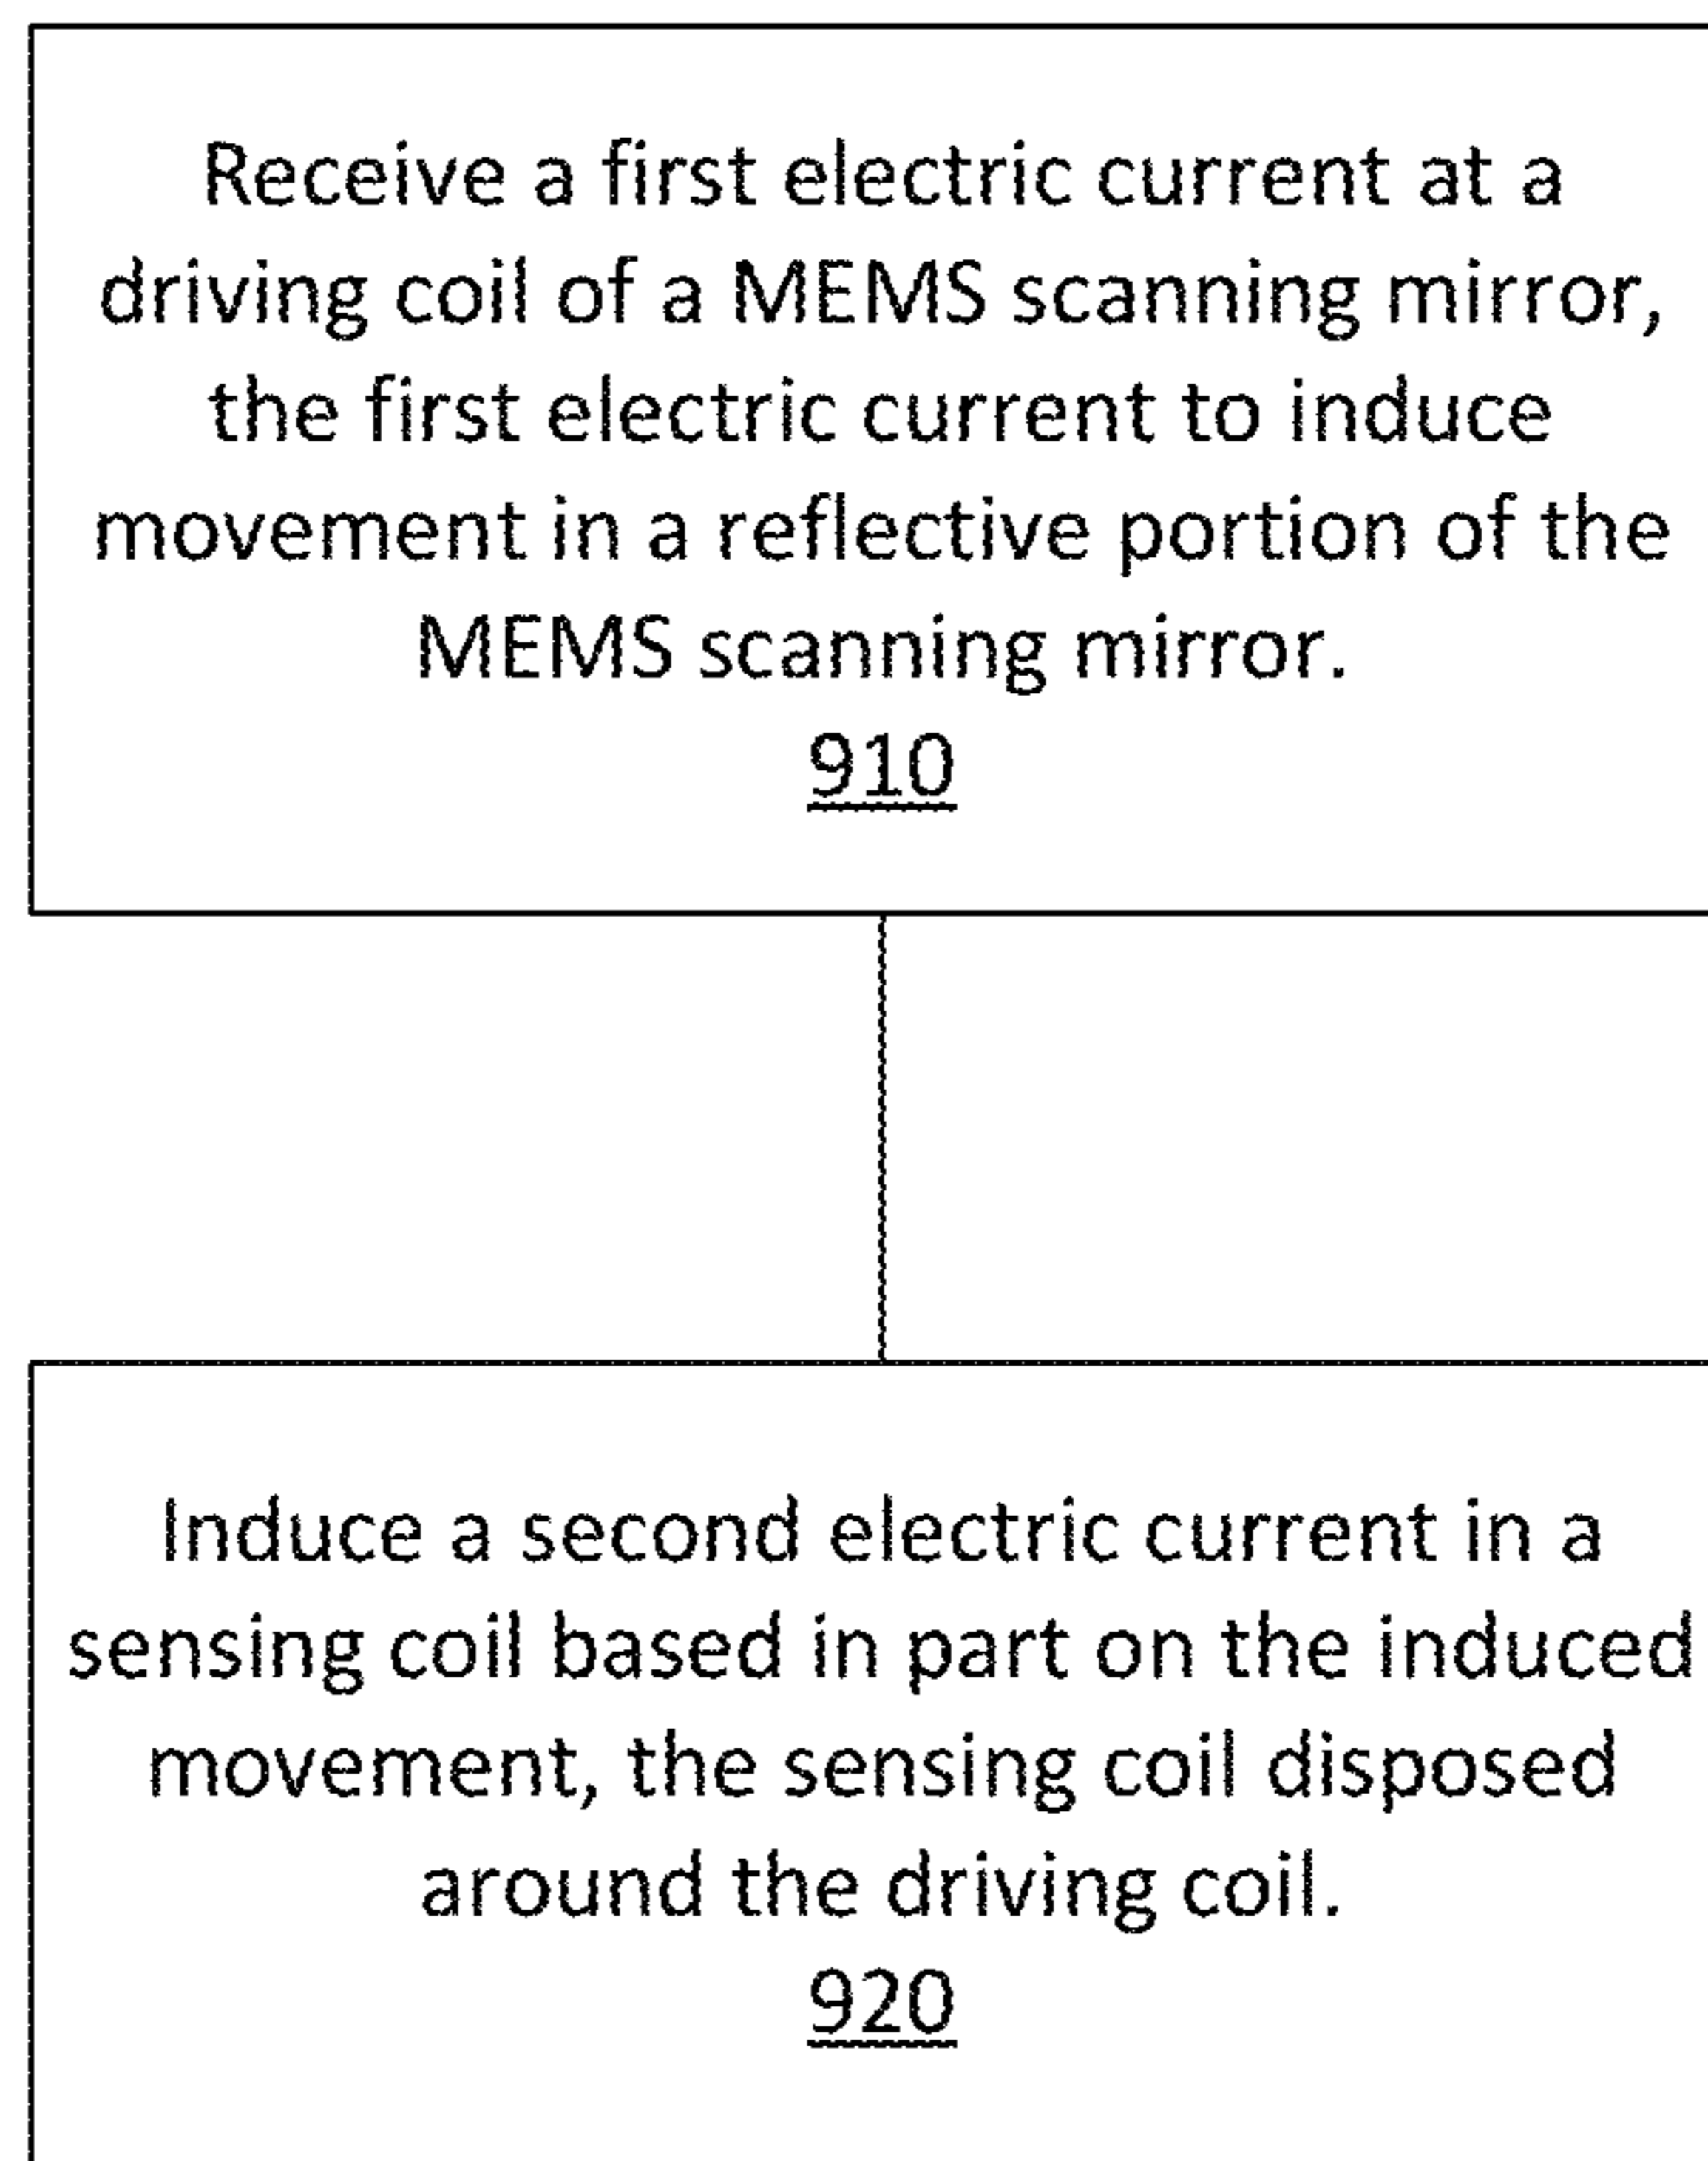 Receive a first electric current at a
driving coil of a MEMS scanning mirror,
the first electric current to induce
movement in a reflective portion of the
MEMS scanning mirror.
910
Induce a second electric current in a
sensing coil based in part on the induced
movement, the sensing coil disposed
around the driving coil.
920